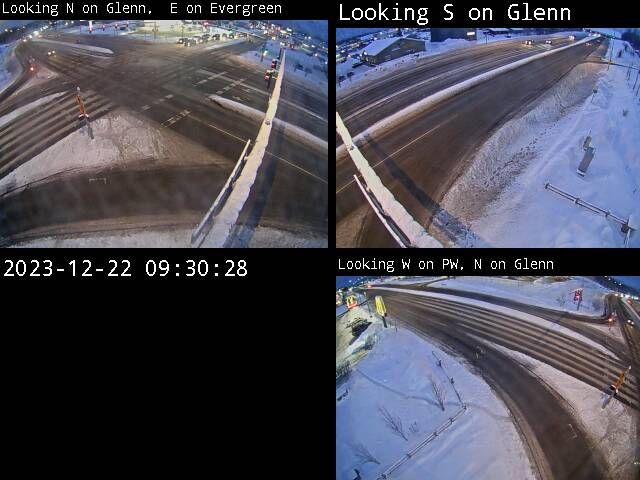 Looking N on Glenn,  E on Evergreen
Looking S on Glenn
2023-12-22 09:30:28
Looking W on PW, N on Glenn